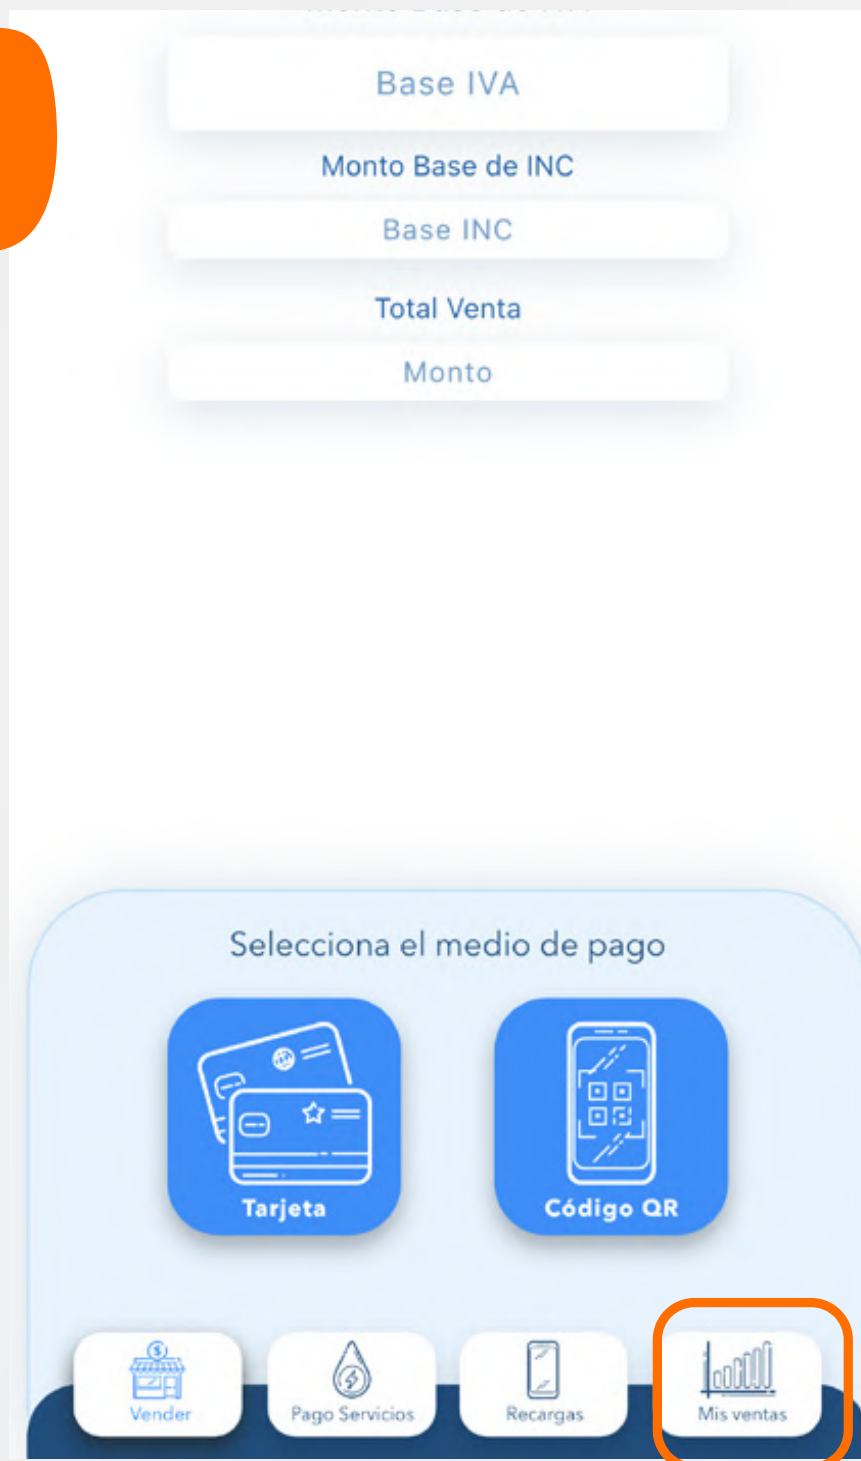 Base IVA
Monto Base de INC
Base INC
Total Venta
Monto
Selecciona el medio de pago
Tarjeta
Código QR
Vender
Pago Servicios
Recargas
Mis ventas